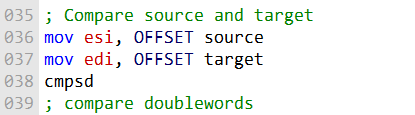 035 ; Compare source and target
036 mov esi, OFFSET source
037 mov edi, OFFSET target
038 cmpsd
039 ; compare doublewords